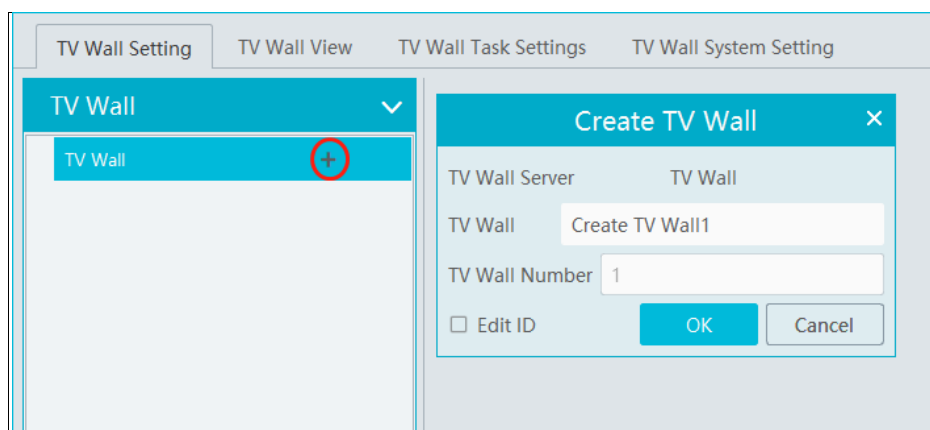 TV Wall Setting TV Wall View TV Wall Task Settings TV Wall System Setting
TV Wall
TV Wall +
Create TV Wall ×
TV Wall Server TV Wall
TV Wall Create TV Wall1
TV Wall Number 1
Edit ID OK Cancel